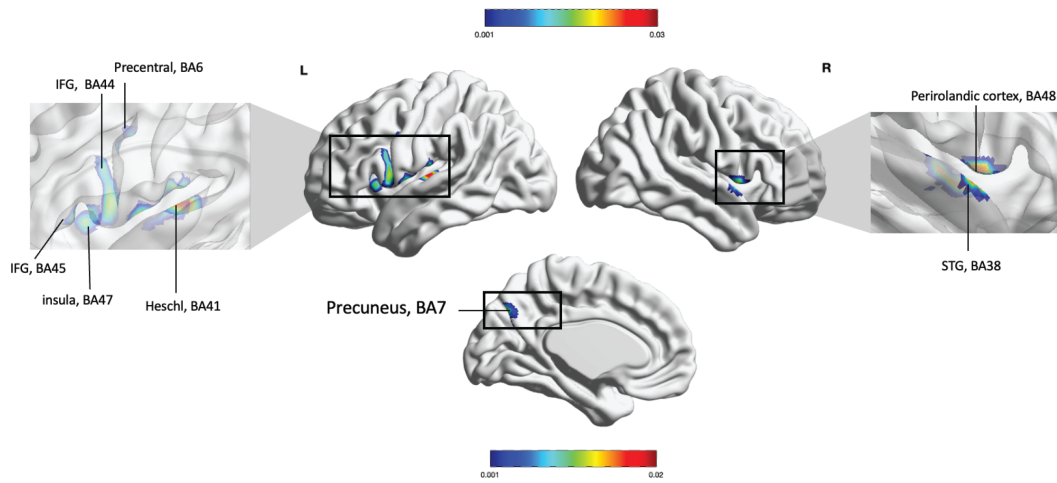 0.001 0.03
Precentral, BA6
IFG, BA44
L
R
Perirolandic cortex, BA48
IFG, BA45
insula, BA47
Heschl, BA41
STG, BA38
Precuneus, BA7
0.001 0.02